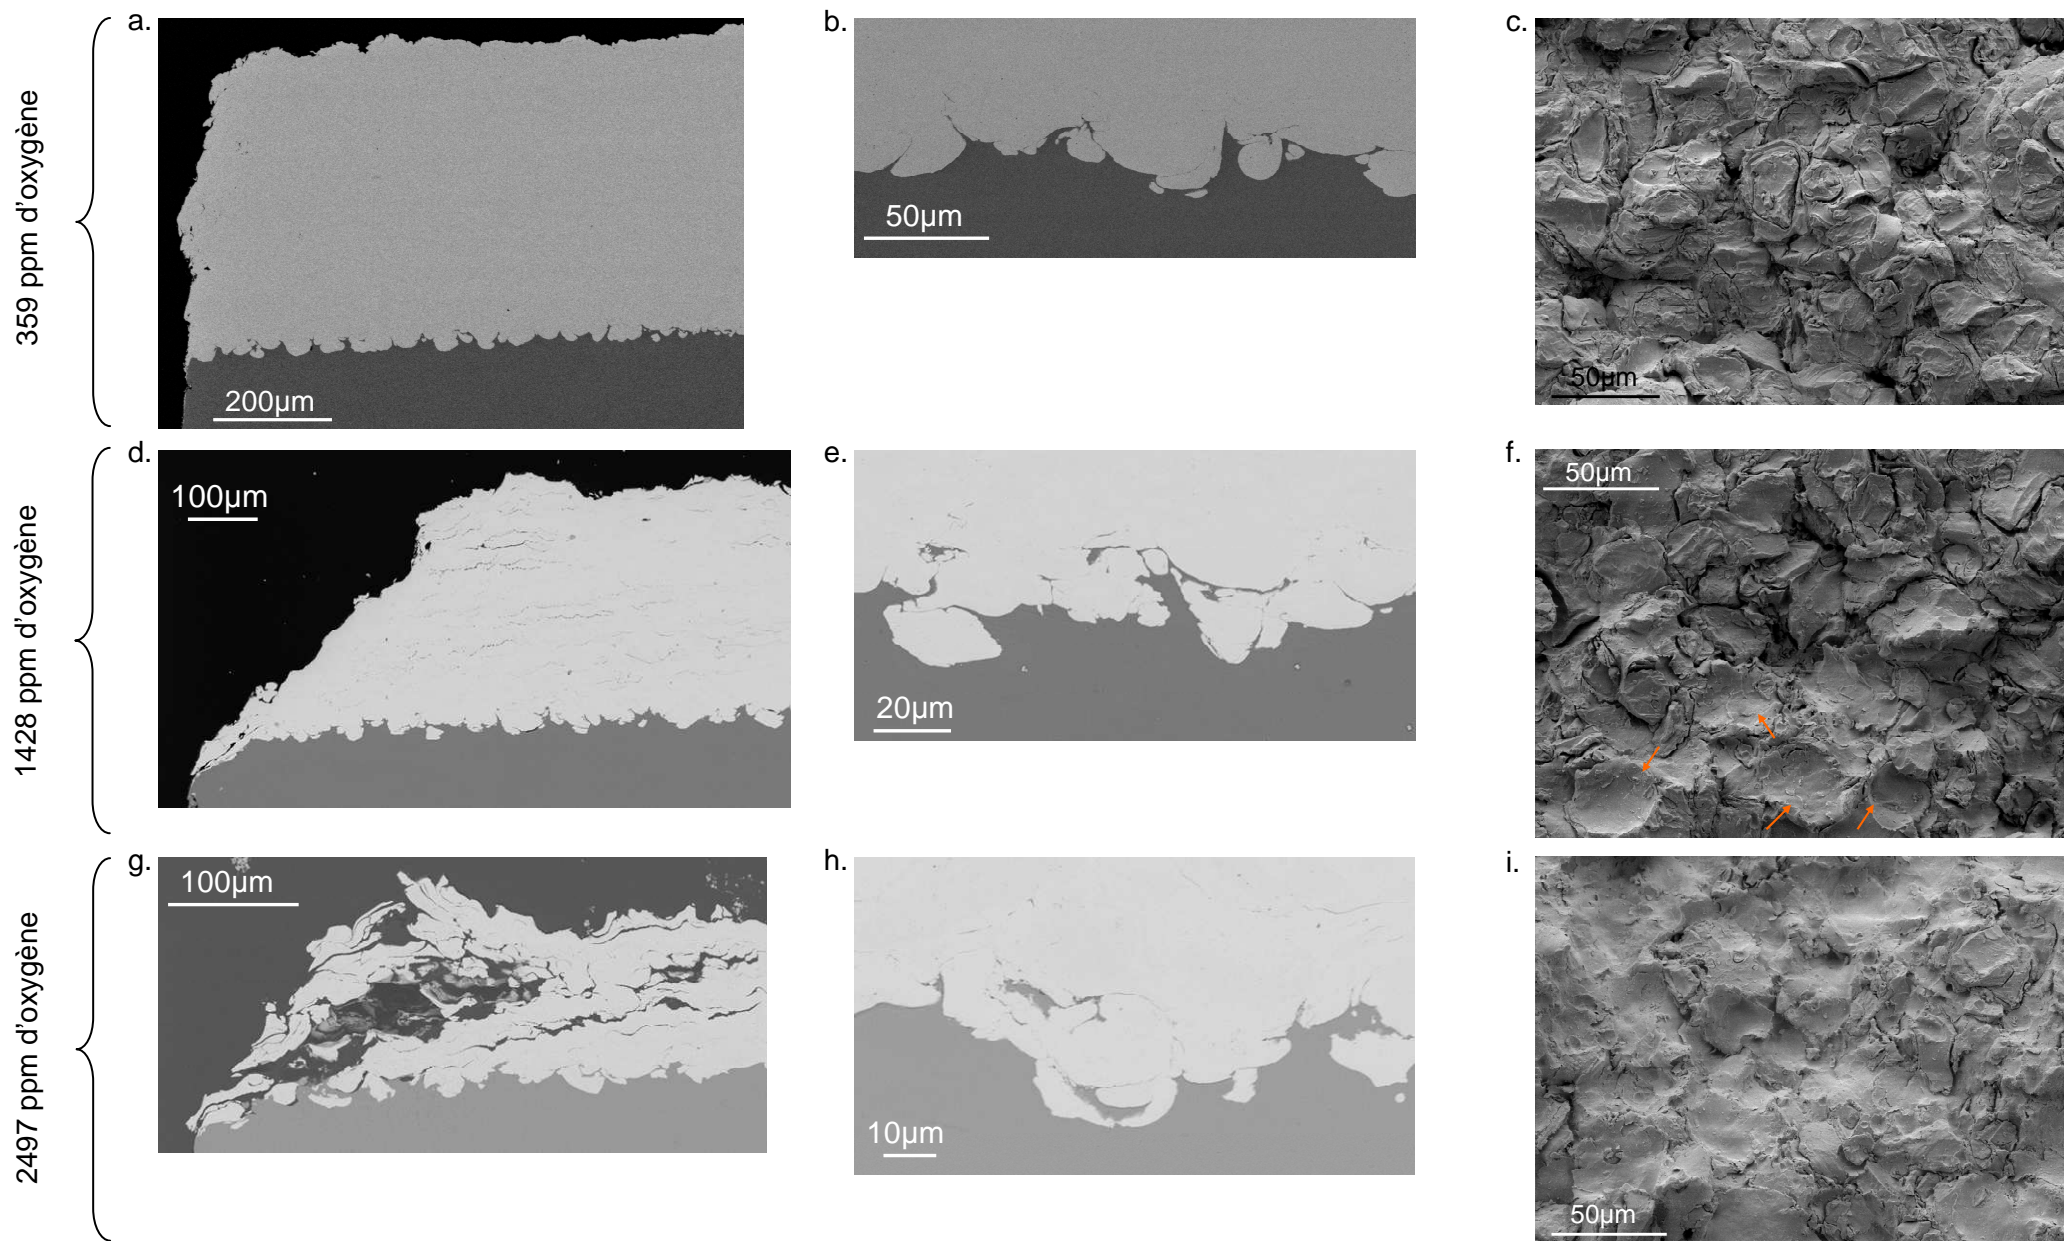 359 ppm d'oxygène
a.
200µm
b.
50µm
c.
50µm
1428 ppm d'oxygène
d.
100µm
e.
20µm
f.
50µm
2497 ppm d'oxygène
g.
100µm
h.
10µm
i.
50µm